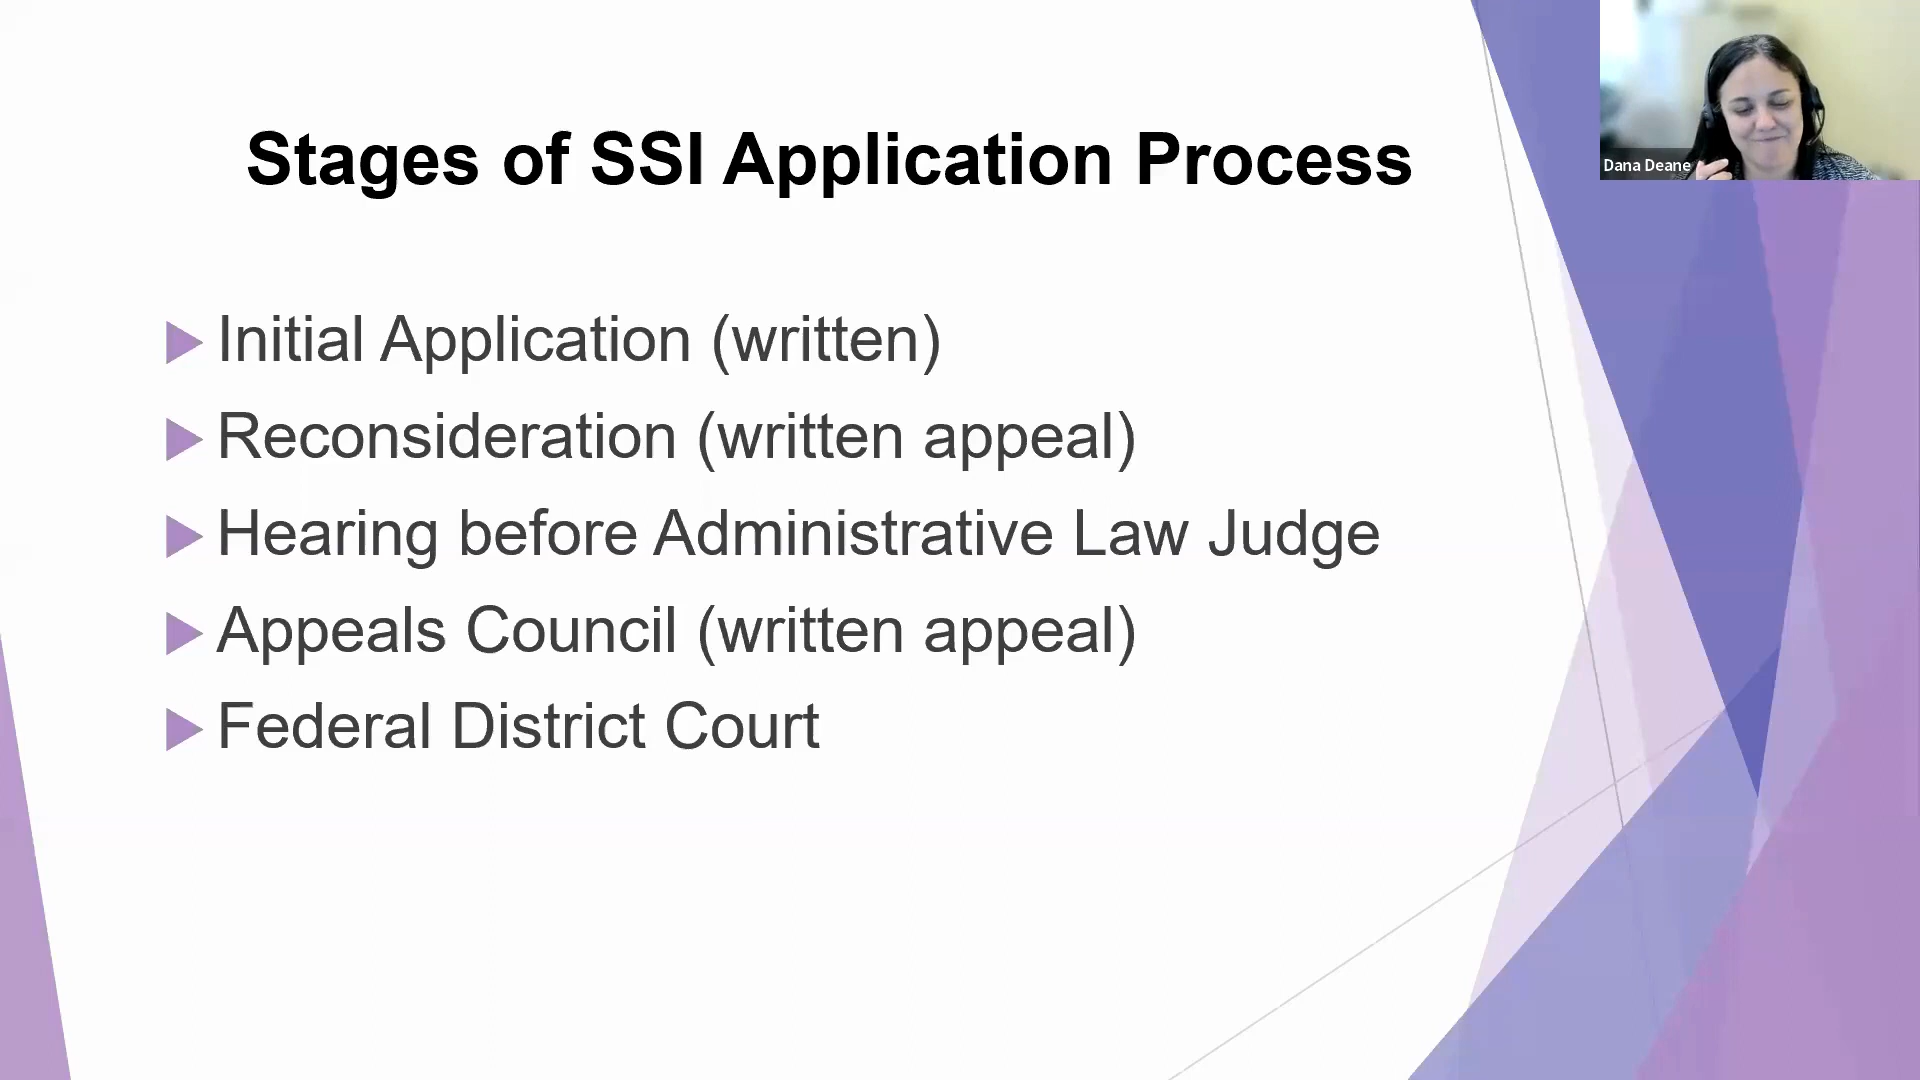 Stages of SSI Application Process
Initial Application (written)
Reconsideration (written appeal)
Hearing before Administrative Law Judge
Appeals Council (written appeal)
Federal District Court
Dana Deane